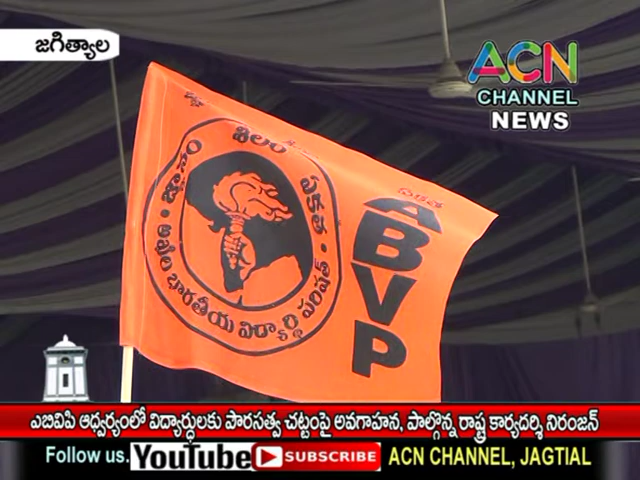 జగిత్యాల
ACN
CHANNEL
NEWS
జ్ఞానం · శీలం · ఏకత
అఖిల భారతీయ విద్యార్థి పరిషత్
ABVP
ఎబివిపి ఆధ్వర్యంలో విద్యార్ధులకు పౌరసత్వ చట్టంపై అవగాహన, పాల్గొన్న రాష్ట్ర కార్యదర్శి నిరంజన్
Follow us. YouTube SUBSCRIBE ACN CHANNEL, JAGTIAL